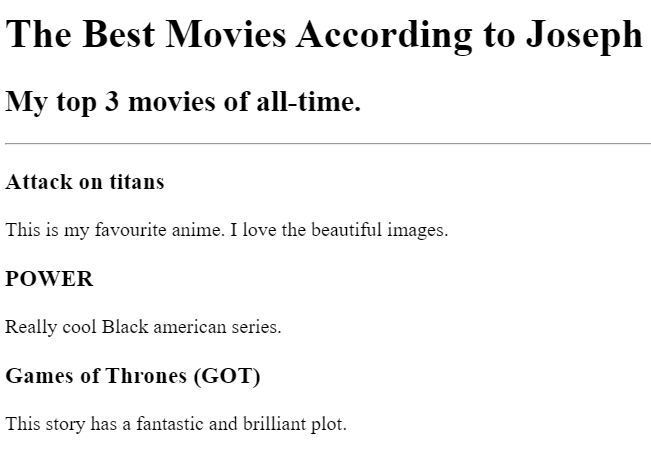 The Best Movies According to Joseph
My top 3 movies of all-time.
Attack on titans
This is my favourite anime. I love the beautiful images.
POWER
Really cool Black american series.
Games of Thrones (GOT)
This story has a fantastic and brilliant plot.